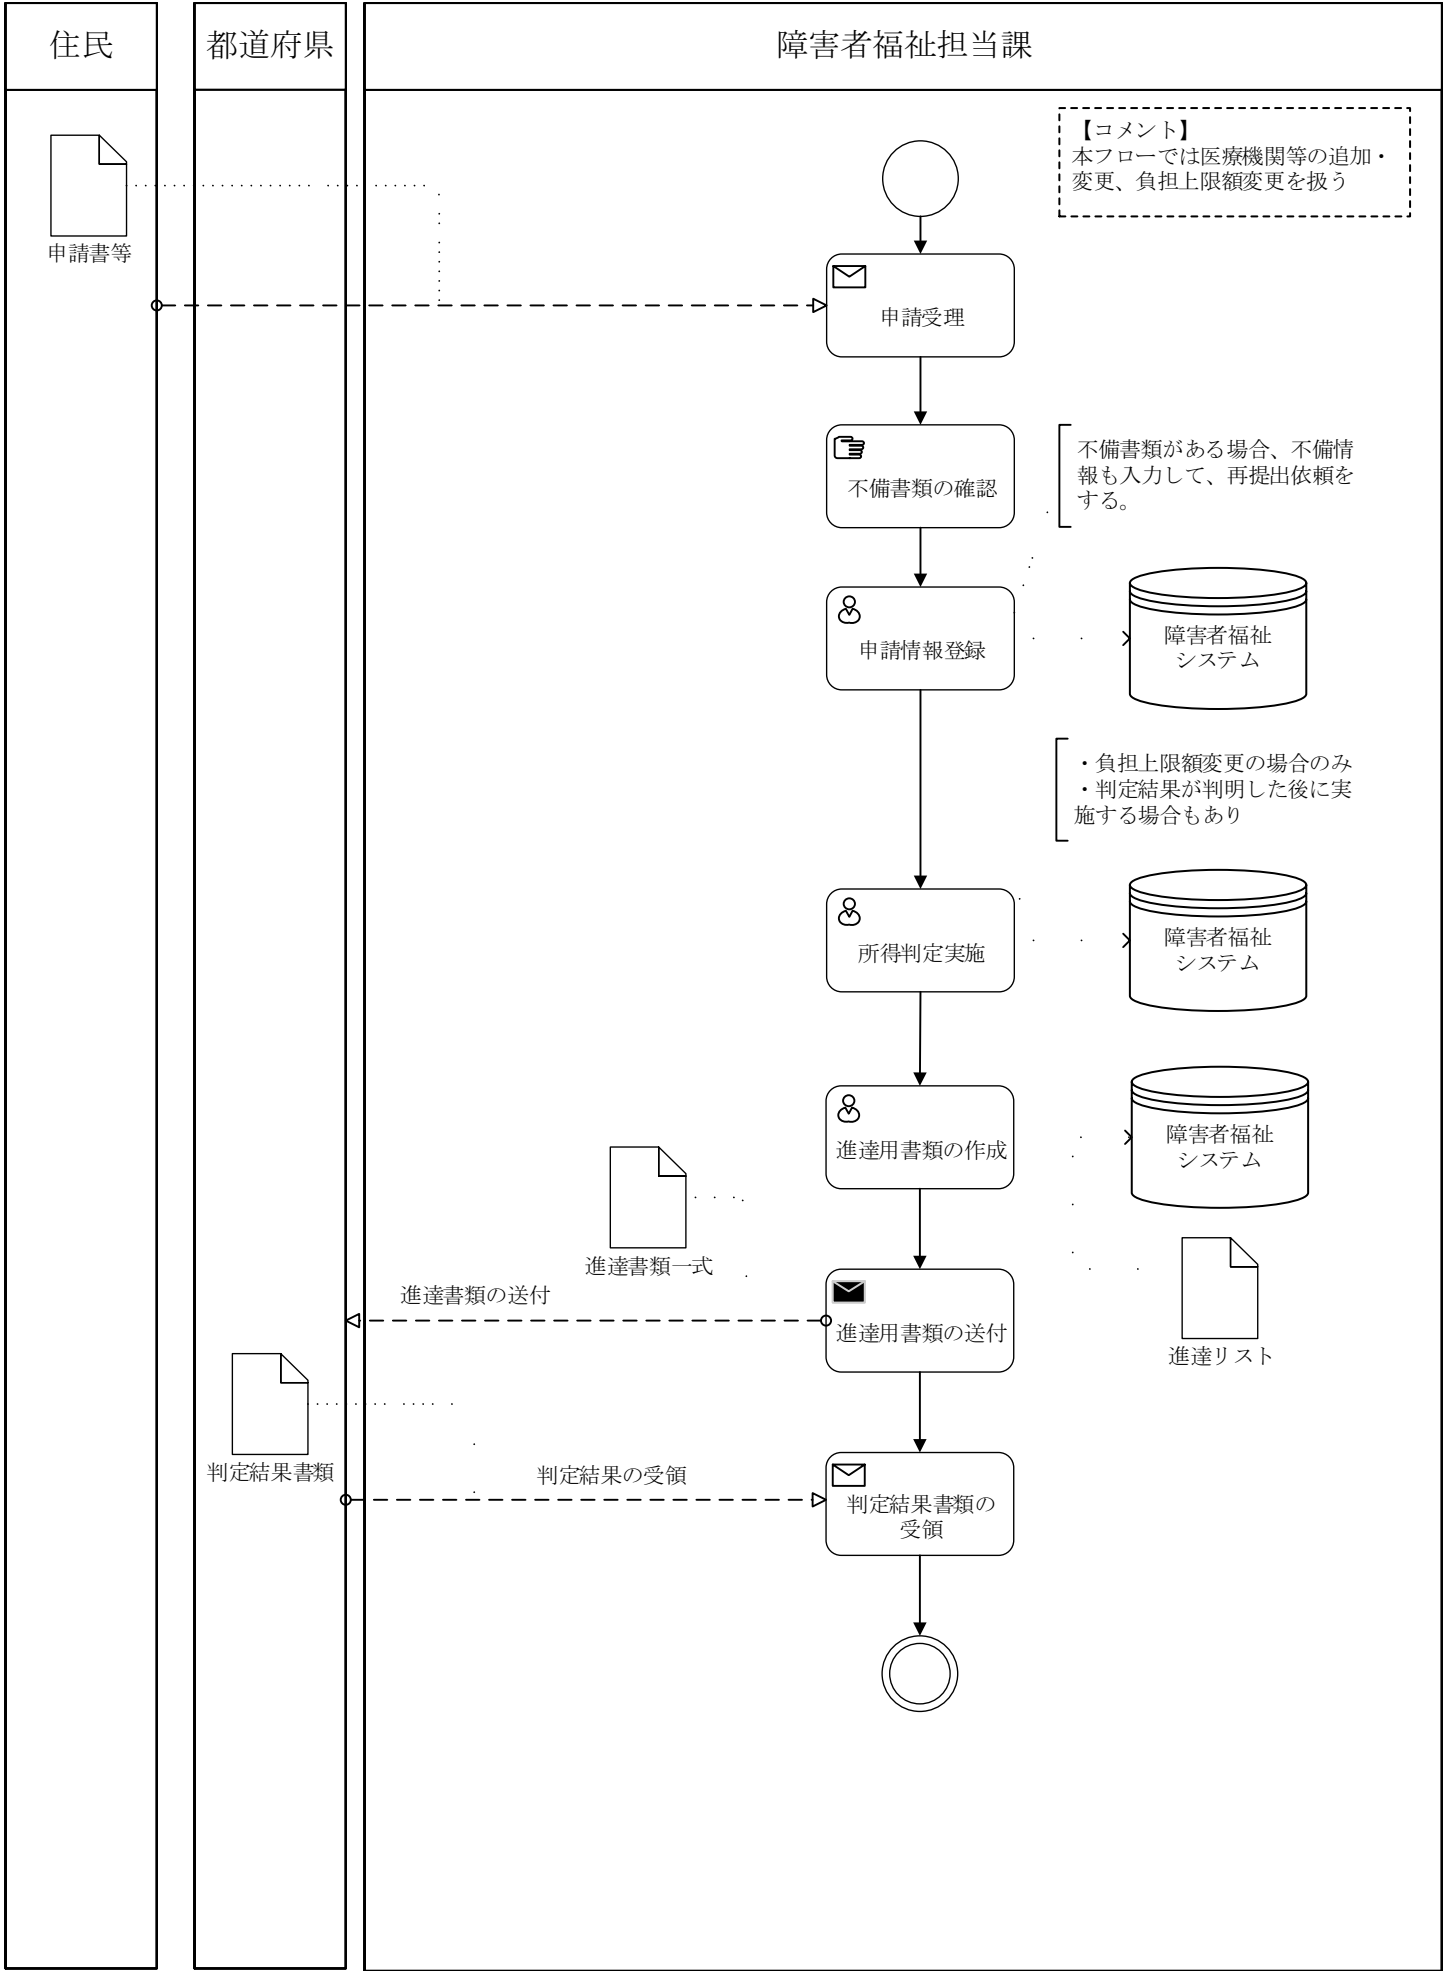 住民
都道府県
障害者福祉担当課
【コメント】
本フローでは医療機関等の追加・
変更、負担上限額変更を扱う
申請書等
申請受理
不備書類の確認
不備書類がある場合、不備情
報も入力して、再提出依頼を
する。
申請情報登録
障害者福祉
システム
・負担上限額変更の場合のみ
・判定結果が判明した後に実
施する場合もあり
所得判定実施
障害者福祉
システム
進達用書類の作成
障害者福祉
システム
進達書類一式
進達書類の送付
進達用書類の送付
進達リスト
判定結果書類
判定結果の受領
判定結果書類の
受領